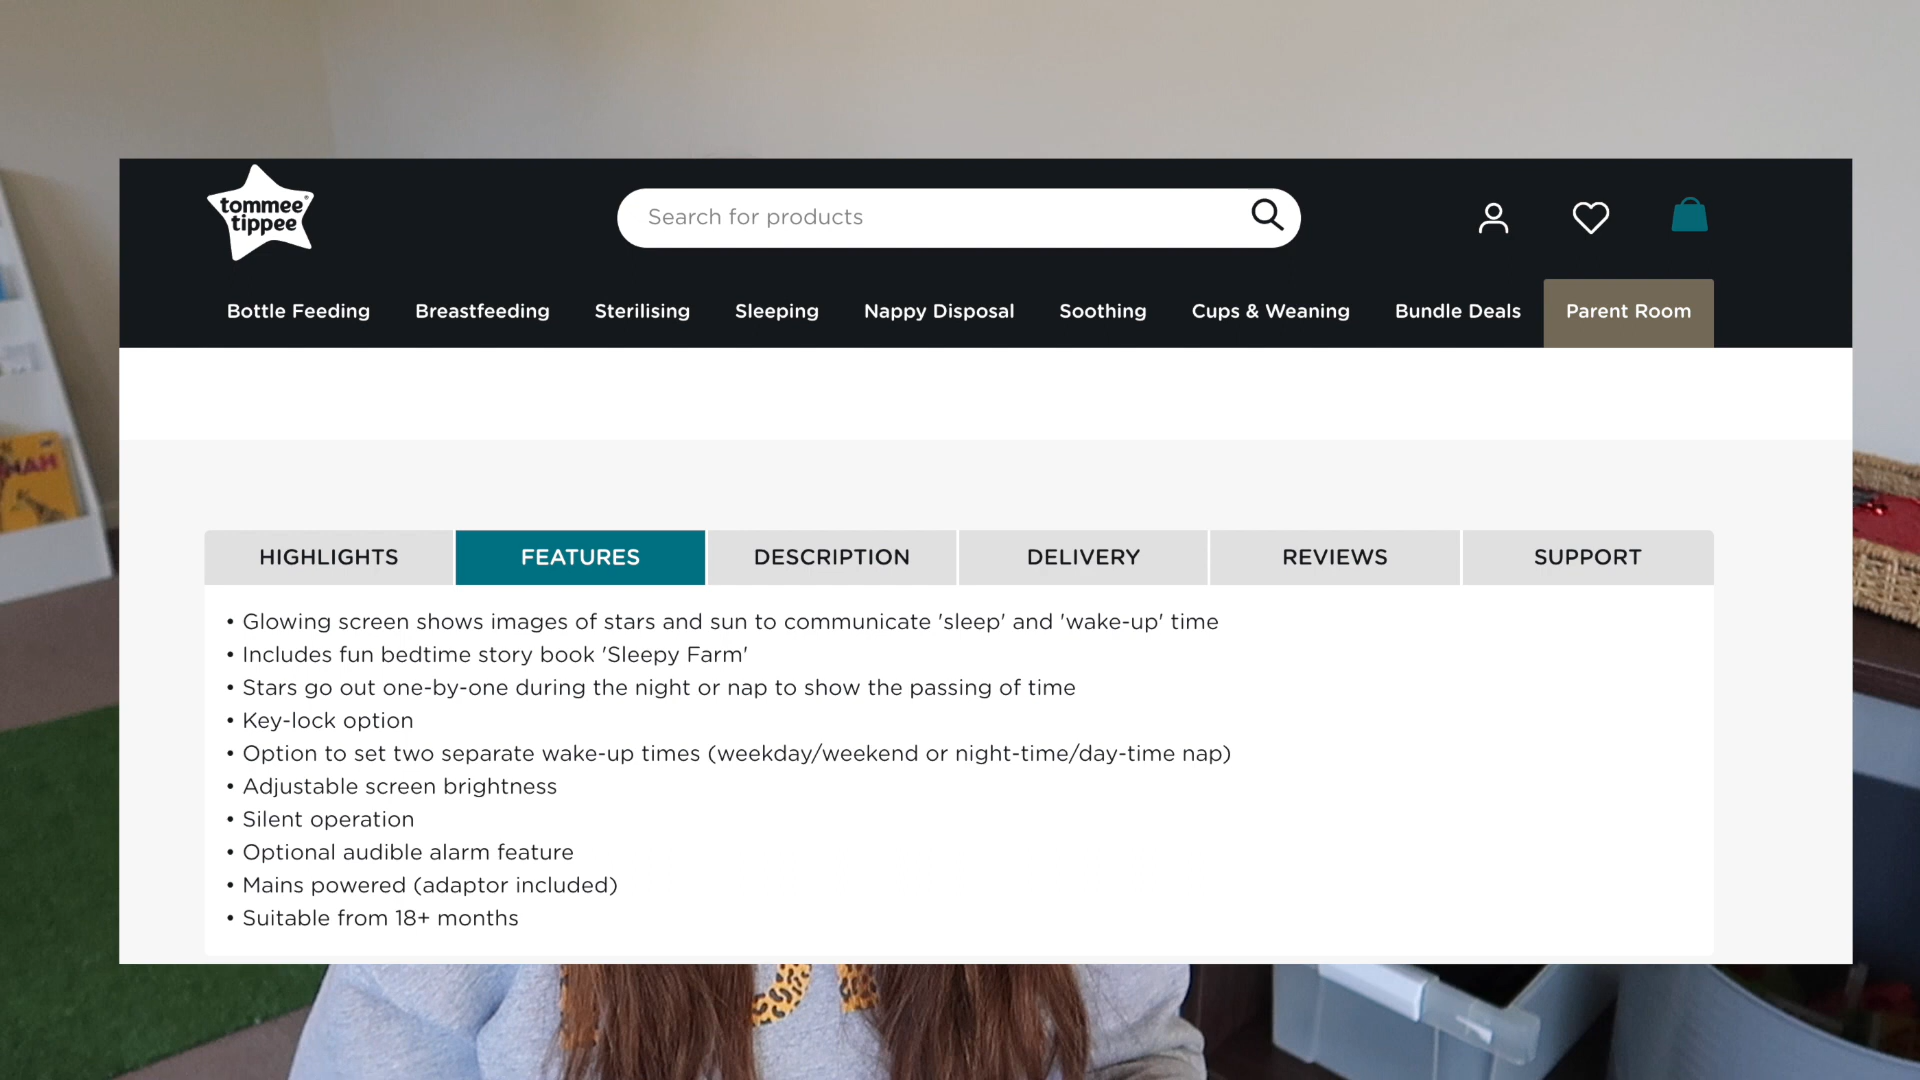 tommee
tippee
Search for products
Bottle Feeding Breastfeeding Sterilising Sleeping Nappy Disposal Soothing Cups & Weaning Bundle Deals Parent Room
HIGHLIGHTS FEATURES DESCRIPTION DELIVERY REVIEWS SUPPORT
• Glowing screen shows images of stars and sun to communicate 'sleep' and 'wake-up' time
• Includes fun bedtime story book 'Sleepy Farm'
• Stars go out one-by-one during the night or nap to show the passing of time
• Key-lock option
• Option to set two separate wake-up times (weekday/weekend or night-time/day-time nap)
• Adjustable screen brightness
• Silent operation
• Optional audible alarm feature
• Mains powered (adaptor included)
• Suitable from 18+ months